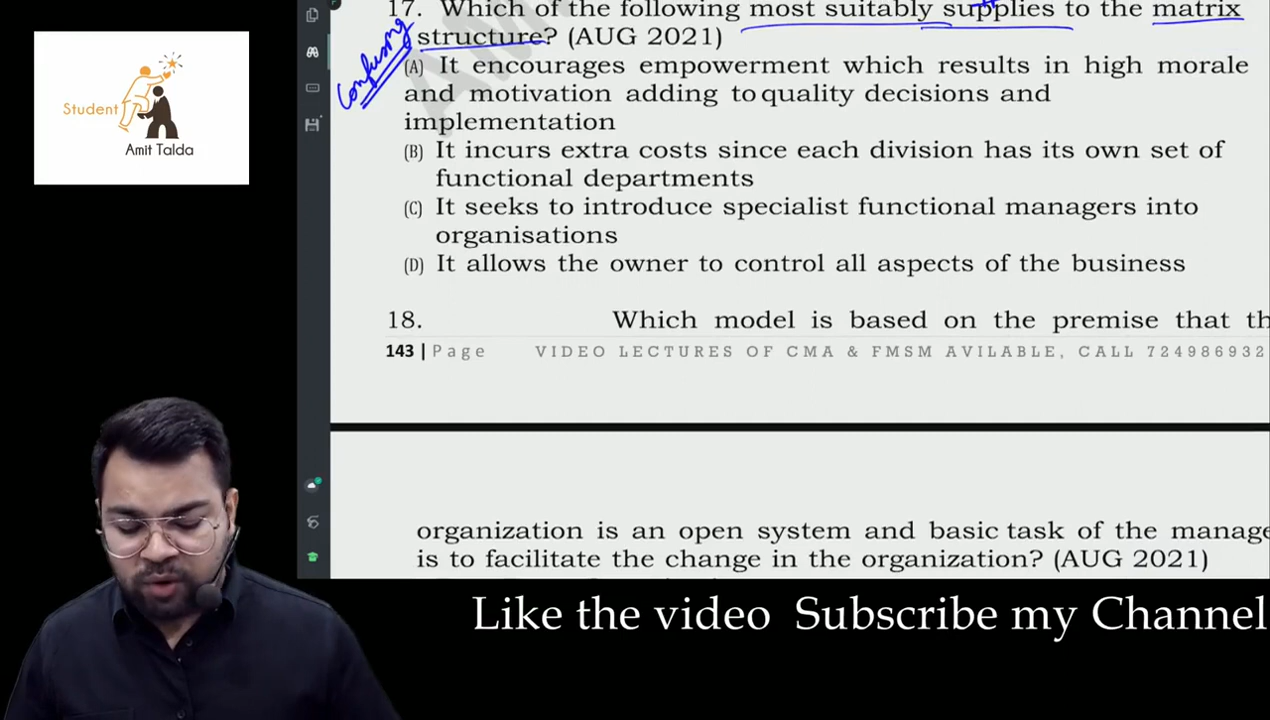 17. Which of the following most suitably supplies to the matrix
structure? (AUG 2021)
Confusing
(A) It encourages empowerment which results in high morale
and motivation adding to quality decisions and
implementation
(B) It incurs extra costs since each division has its own set of
functional departments
(C) It seeks to introduce specialist functional managers into
organisations
(D) It allows the owner to control all aspects of the business
18. Which model is based on the premise that th
143 | Page VIDEO LECTURES OF CMA & FMSM AVILABLE, CALL 724986932
organization is an open system and basic task of the manage
is to facilitate the change in the organization? (AUG 2021)
Student
Amit Talda
Like the video Subscribe my Channel